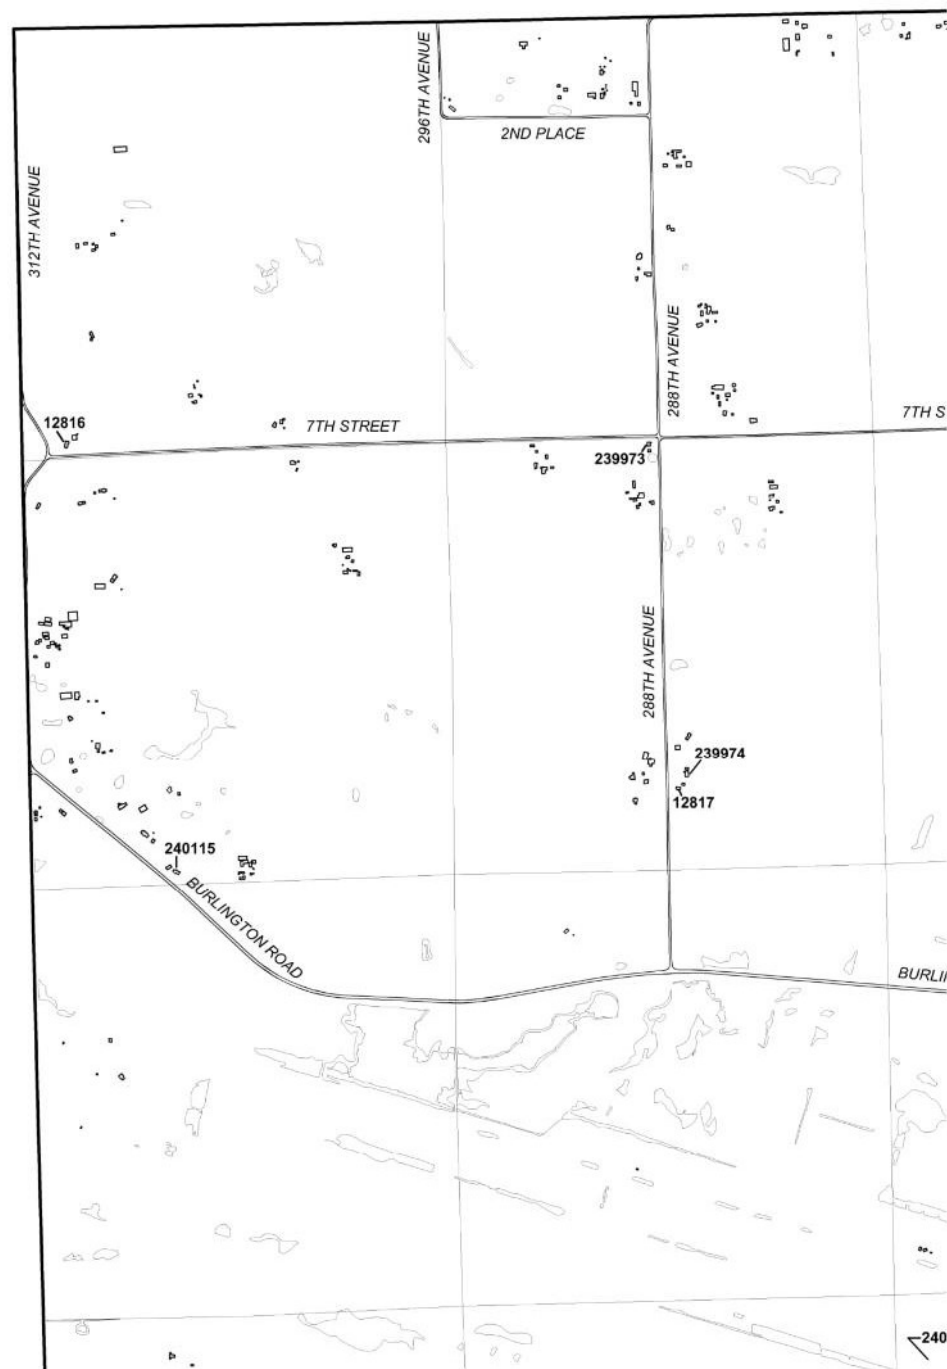 296TH AVENUE
2ND PLACE
312TH AVENUE
288TH AVENUE
12816
7TH STREET
7TH S
239973
288TH AVENUE
239974
12817
240115
BURLINGTON ROAD
BURLI
240